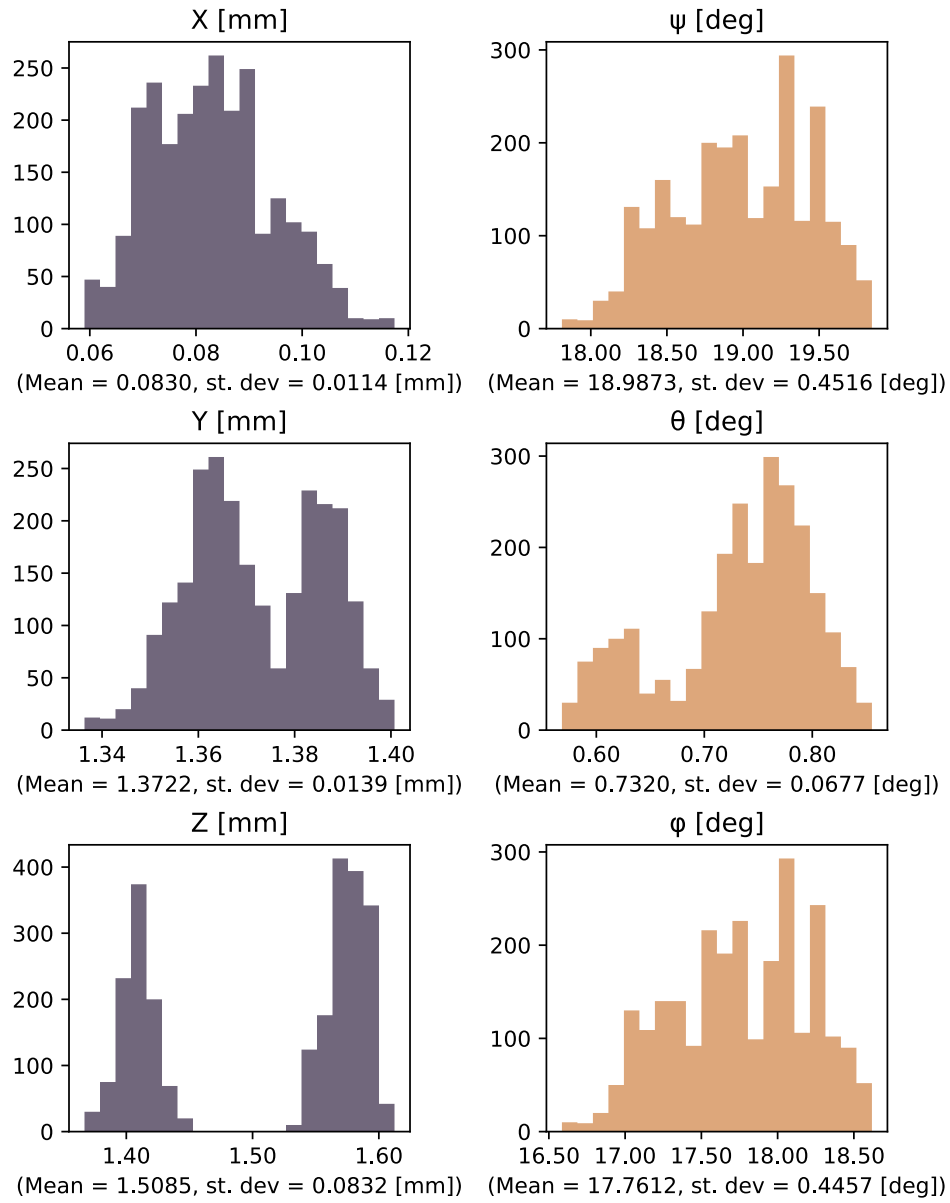 X [mm]
250
200
150
100
50
0
0.06 0.08 0.10 0.12
(Mean = 0.0830, st. dev = 0.0114 [mm])
ψ [deg]
300
200
100
0
18.00 18.50 19.00 19.50
(Mean = 18.9873, st. dev = 0.4516 [deg])
Y [mm]
250
200
150
100
50
0
1.34 1.36 1.38 1.40
(Mean = 1.3722, st. dev = 0.0139 [mm])
θ [deg]
300
200
100
0
0.60 0.70 0.80
(Mean = 0.7320, st. dev = 0.0677 [deg])
Z [mm]
400
300
200
100
0
1.40 1.50 1.60
(Mean = 1.5085, st. dev = 0.0832 [mm])
φ [deg]
300
200
100
0
16.50 17.00 17.50 18.00 18.50
(Mean = 17.7612, st. dev = 0.4457 [deg])